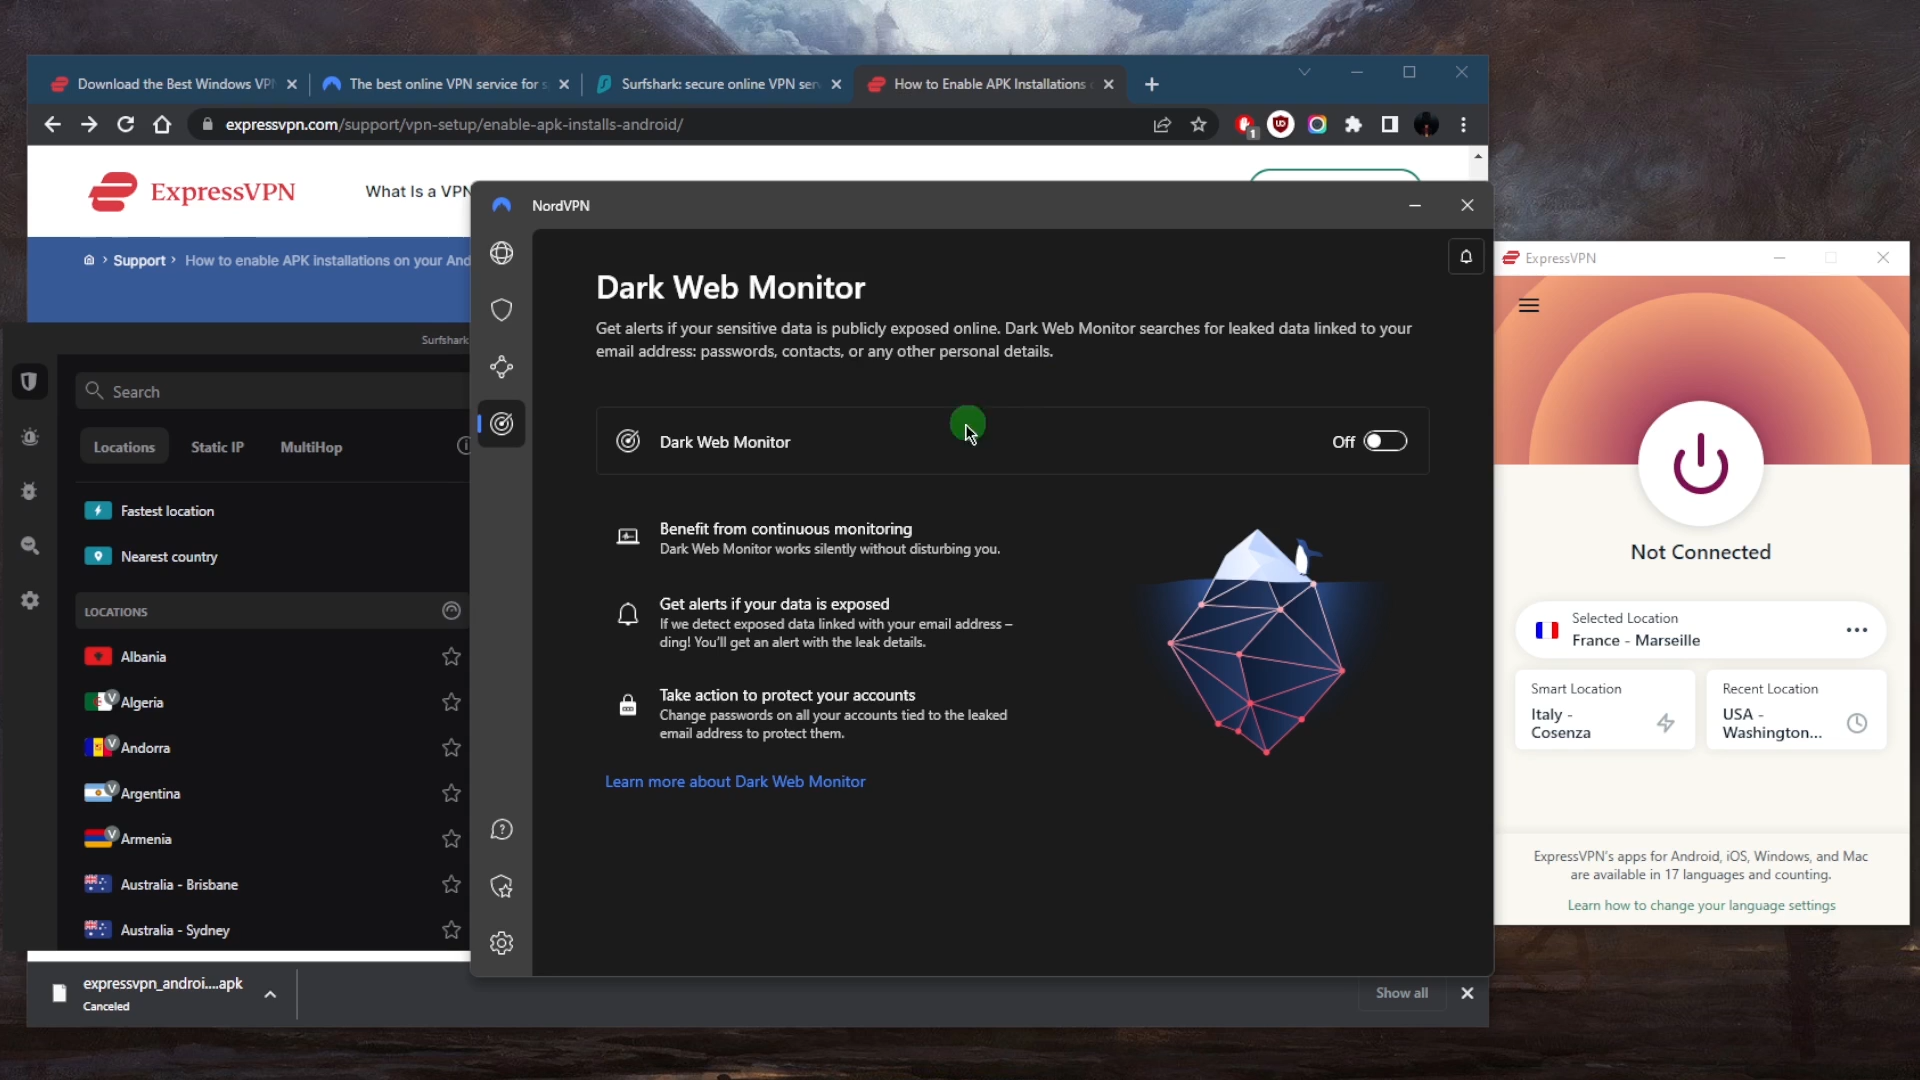 Download the Best Windows VP
The best online VPN service for s
Surfshark: secure online VPN ser
How to Enable APK Installations
expressvpn.com/support/vpn-setup/enable-apk-installs-android/
1
ExpressVPN
What Is a VPN
Support
How to enable APK installations on your And
Surfshark
Search
Locations
Static IP
MultiHop
Fastest location
Nearest country
LOCATIONS
Albania
V
Algeria
V
Andorra
V
Argentina
V
Armenia
Australia - Brisbane
Australia - Sydney
expressvpn_androi....apk
Canceled
Show all
NordVPN
Dark Web Monitor
Get alerts if your sensitive data is publicly exposed online. Dark Web Monitor searches for leaked data linked to your
email address: passwords, contacts, or any other personal details.
Dark Web Monitor
Off
Benefit from continuous monitoring
Dark Web Monitor works silently without disturbing you.
Get alerts if your data is exposed
If we detect exposed data linked with your email address –
ding! You'll get an alert with the leak details.
Take action to protect your accounts
Change passwords on all your accounts tied to the leaked
email address to protect them.
Learn more about Dark Web Monitor
ExpressVPN
Not Connected
Selected Location
France - Marseille
Smart Location
Italy -
Cosenza
Recent Location
USA -
Washington...
ExpressVPN's apps for Android, iOS, Windows, and Mac
are available in 17 languages and counting.
Learn how to change your language settings